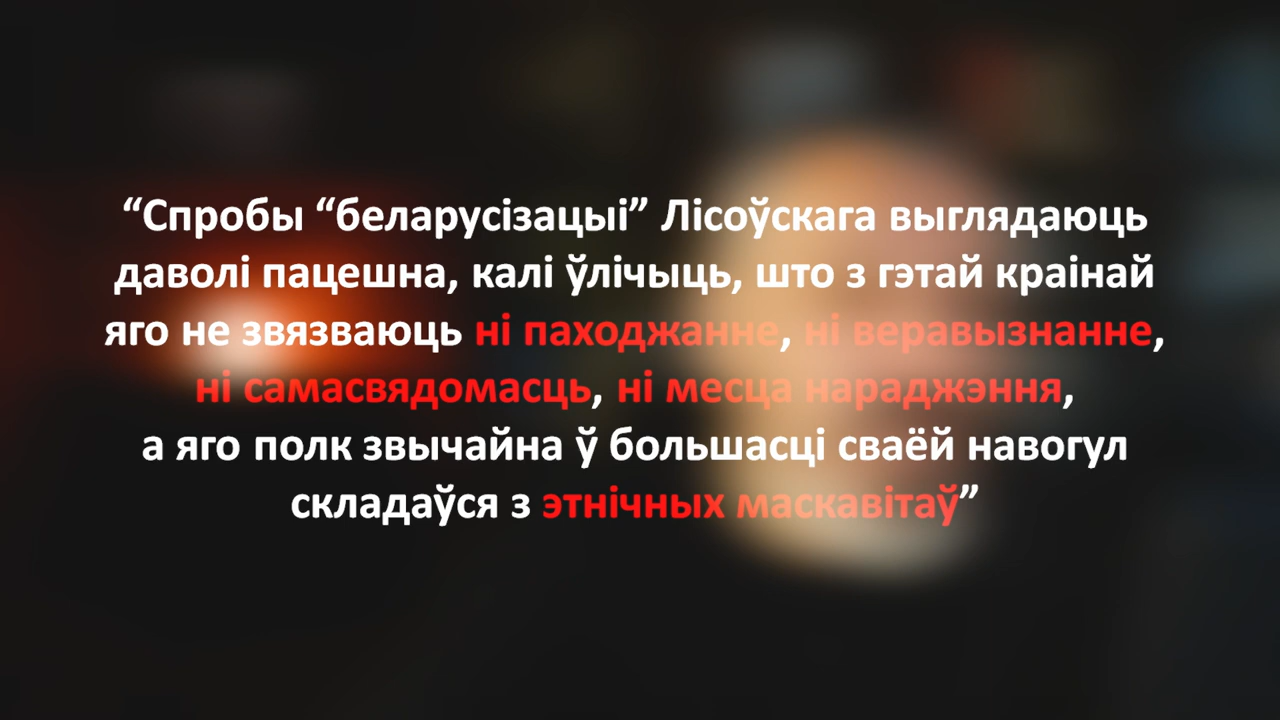 “Спробы “беларусізацыі” Лісоўскага выглядаюць
даволі пацешна, калі ўлічыць, што з гэтай краінай
яго не звязваюць ні паходжанне, ні веравызнанне,
ні самасвядомасць, ні месца нараджэння,
а яго полк звычайна ў большасці сваёй навогул
складаўся з этнічных маскавітаў”